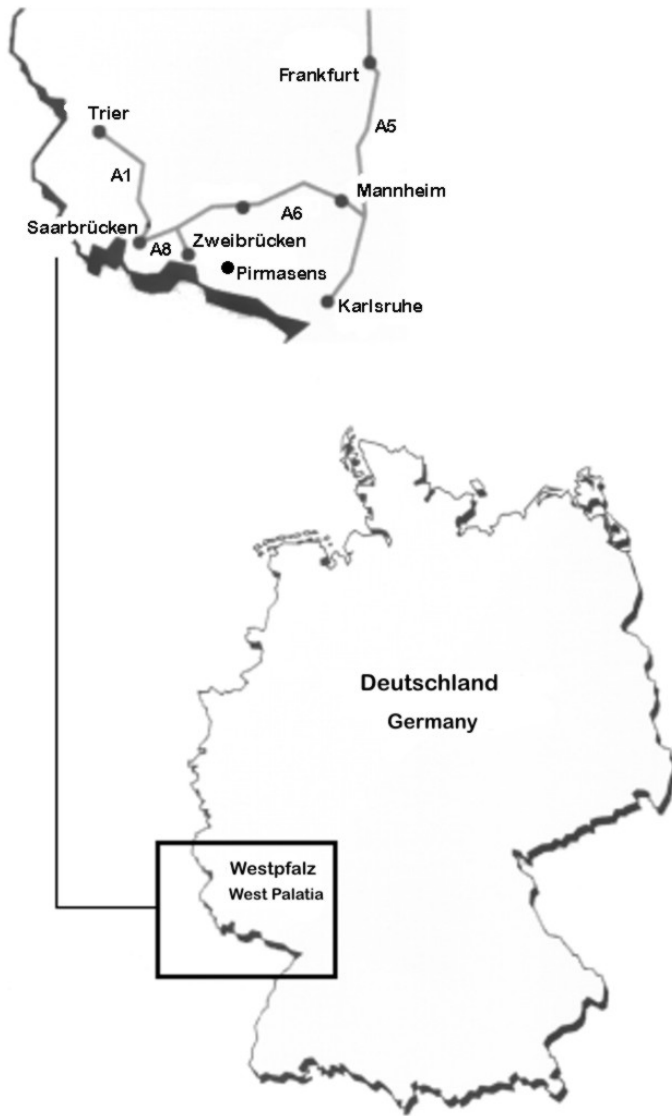 Frankfurt
Trier
A5
A1
Mannheim
A6
Saarbrücken
A8
Zweibrücken
Pirmasens
Karlsruhe
Deutschland
Germany
Westpfalz
West Palatia